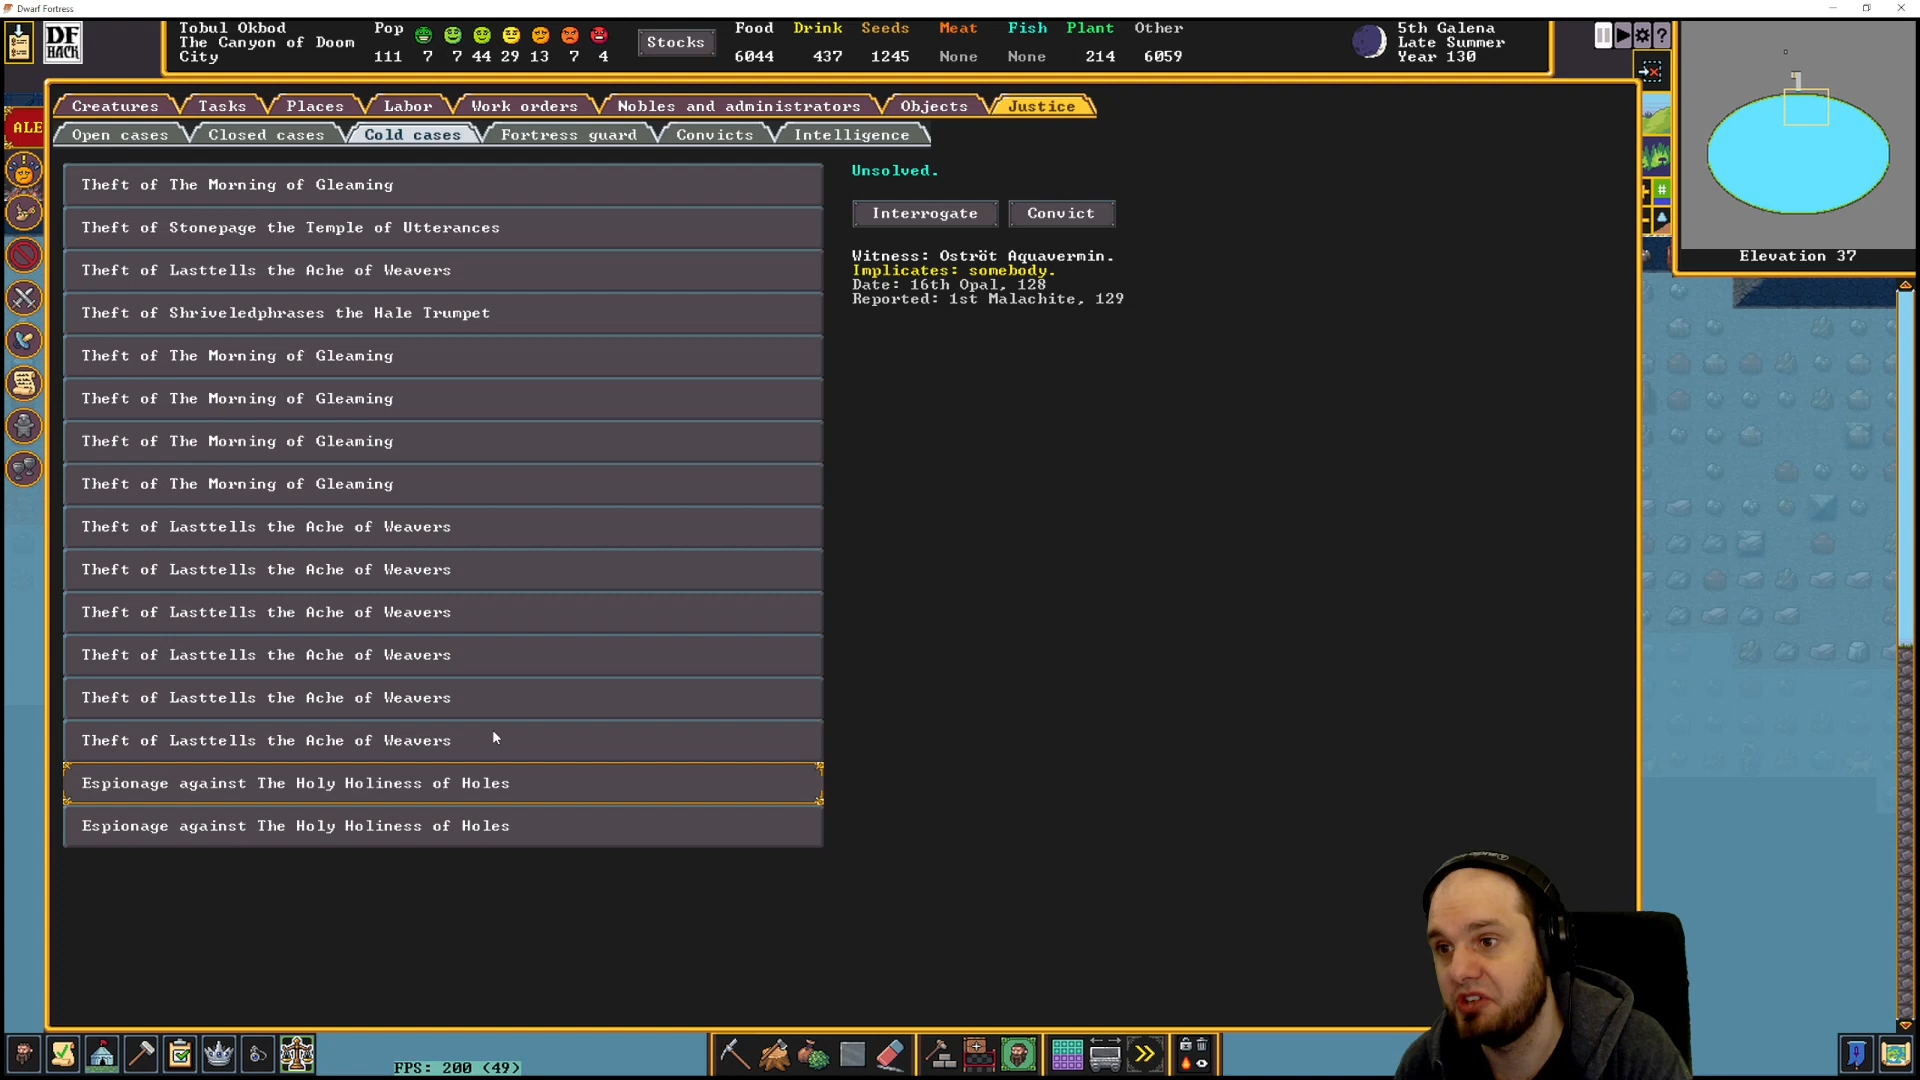 Dwarf Fortress
DF
HACK
Tobul Okbod
The Canyon of Doom
City
Pop
111 7 7 44 29 13 7 4
Stocks
Food Drink Seeds Meat Fish Plant Other
6044 437 1245 None None 214 6059
5th Galena
Late Summer
Year 130
ALE
Creatures Tasks Places Labor Work orders Nobles and administrators Objects Justice
Open cases Closed cases Cold cases Fortress guard Convicts Intelligence
Theft of The Morning of Gleaming
Theft of Stonepage the Temple of Utterances
Theft of Lasttells the Ache of Weavers
Theft of Shriveledphrases the Hale Trumpet
Theft of The Morning of Gleaming
Theft of The Morning of Gleaming
Theft of The Morning of Gleaming
Theft of The Morning of Gleaming
Theft of Lasttells the Ache of Weavers
Theft of Lasttells the Ache of Weavers
Theft of Lasttells the Ache of Weavers
Theft of Lasttells the Ache of Weavers
Theft of Lasttells the Ache of Weavers
Theft of Lasttells the Ache of Weavers
Espionage against The Holy Holiness of Holes
Espionage against The Holy Holiness of Holes
Unsolved.
Interrogate Convict
Witness: Oströt Aquavermin.
Implicates: somebody.
Date: 16th Opal, 128
Reported: 1st Malachite, 129
Elevation 37
FPS: 200 (49)